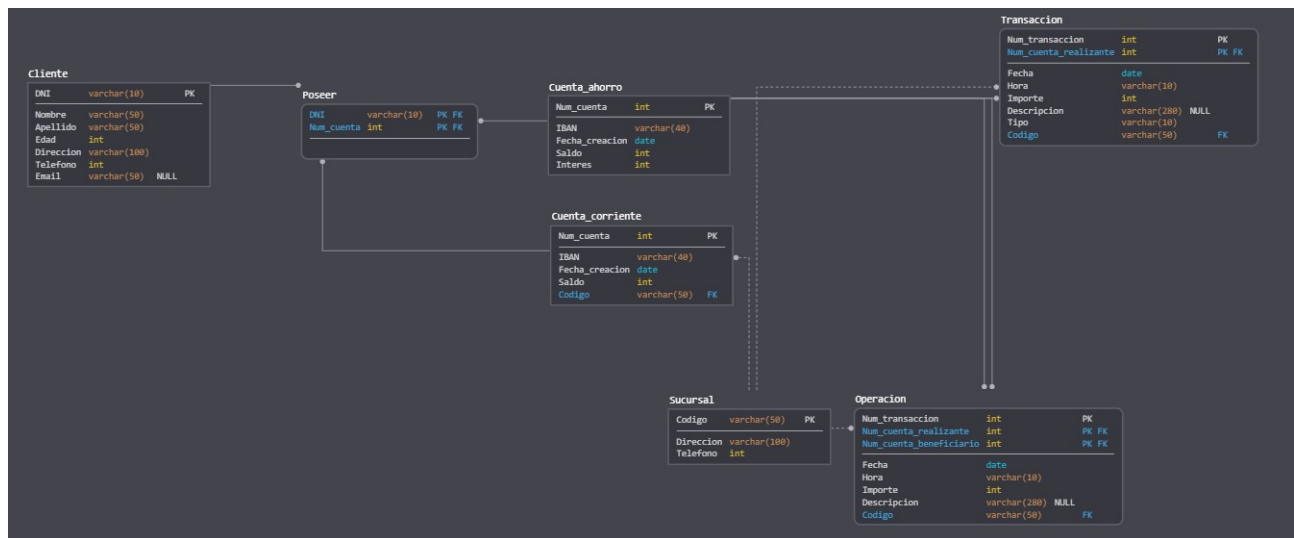 Transaccion
Num_transaccion int PK
Num_cuenta_realizante int PK FK
Fecha date
Hora varchar(10)
Importe int
Descripcion varchar(280) NULL
Tipo varchar(10)
Codigo varchar(50) FK
Cliente
DNI varchar(10) PK
Nombre varchar(50)
Apellido varchar(50)
Edad int
Direccion varchar(100)
Telefono int
Email varchar(50) NULL
Poseer
DNI varchar(10) PK FK
Num_cuenta int PK FK
Cuenta_ahorro
Num_cuenta int PK
IBAN varchar(40)
Fecha_creacion date
Saldo int
Interes int
Cuenta_corriente
Num_cuenta int PK
IBAN varchar(40)
Fecha_creacion date
Saldo int
Codigo varchar(50) FK
Sucursal
Codigo varchar(50) PK
Direccion varchar(100)
Telefono int
Operacion
Num_transaccion int PK
Num_cuenta_realizante int PK FK
Num_cuenta_beneficiario int PK FK
Fecha date
Hora varchar(10)
Importe int
Descripcion varchar(280) NULL
Codigo varchar(50) FK